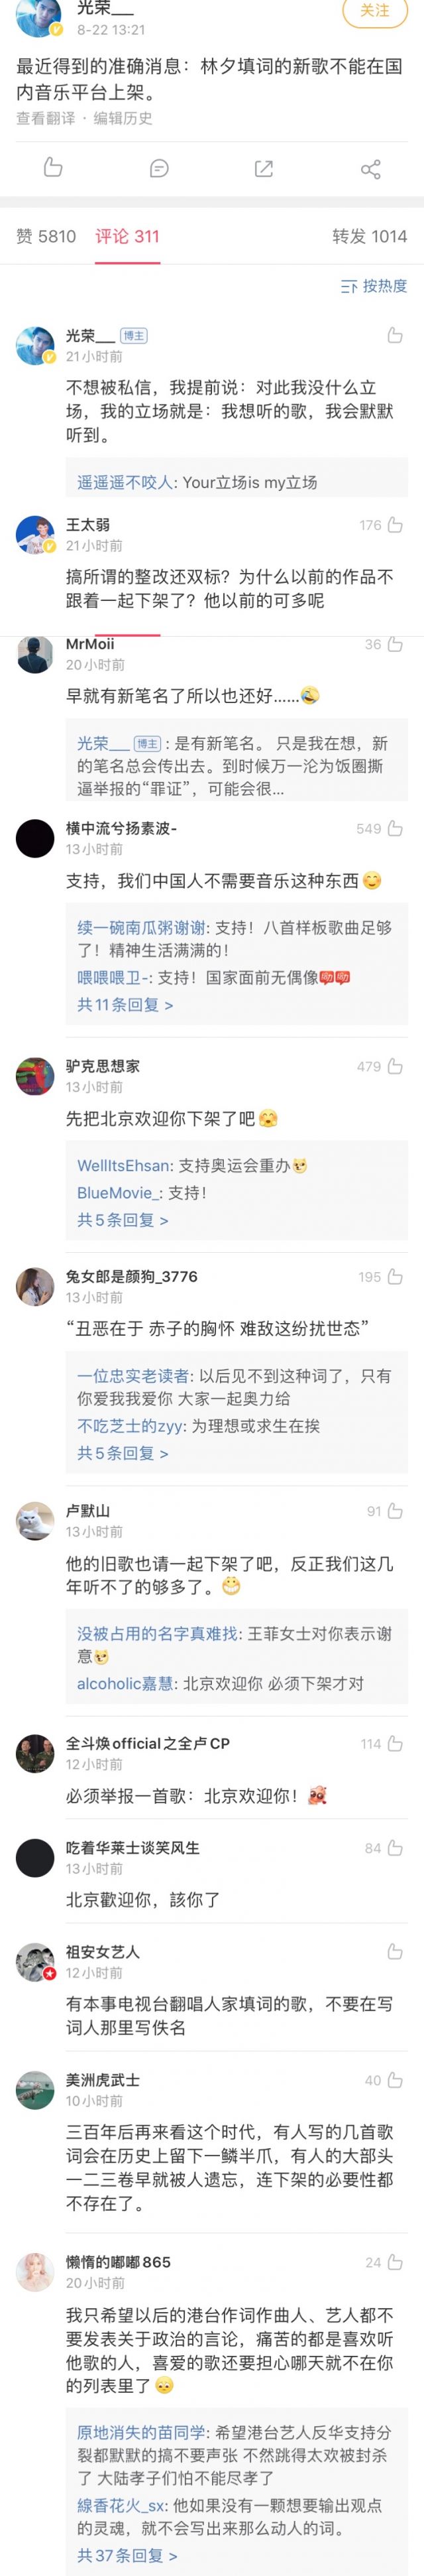 光荣___
8-22 13:21
关注
最近得到的准确消息：林夕填词的新歌不能在国
内音乐平台上架。
查看翻译 · 编辑历史
赞 5810 评论 311 转发 1014
按热度
光荣___ 博主
21小时前
不想被私信，我提前说：对此我没什么立
场，我的立场就是：我想听的歌，我会默默
听到。
遥遥遥不咬人: Your立场is my立场
王太弱 176
21小时前
搞所谓的整改还双标？为什么以前的作品不
跟着一起下架了？他以前的可多呢
MrMoii 36
20小时前
早就有新笔名了所以也还好......
光荣___ 博主 : 是有新笔名。 只是我在想，新
的笔名总会传出去。到时候万一沦为饭圈撕
逼举报的“罪证”，可能会很...
横中流兮扬素波- 549
13小时前
支持，我们中国人不需要音乐这种东西
续一碗南瓜粥谢谢: 支持！八首样板歌曲足够
了！精神生活满满的！
喂喂喂卫-: 支持！国家面前无偶像
共11条回复 >
驴克思想家 479
13小时前
先把北京欢迎你下架了吧
WellItsEhsan: 支持奥运会重办
BlueMovie_: 支持！
共5条回复 >
兔女郎是颜狗_3776 195
13小时前
“丑恶在于 赤子的胸怀 难敌这纷扰世态”
一位忠实老读者: 以后见不到这种词了，只有
你爱我我爱你 大家一起奥力给
不吃芝士的zyy: 为理想或求生在挨
共5条回复 >
卢默山 91
13小时前
他的旧歌也请一起下架了吧，反正我们这几
年听不了的够多了。
没被占用的名字真难找: 王菲女士对你表示谢
意
alcoholic嘉慧: 北京欢迎你 必须下架才对
全斗焕official之全卢CP 114
12小时前
必须举报一首歌：北京欢迎你！
吃着华莱士谈笑风生 84
13小时前
北京歡迎你，該你了
祖安女艺人
12小时前
有本事电视台翻唱人家填词的歌，不要在写
词人那里写佚名
美洲虎武士 40
10小时前
三百年后再来看这个时代，有人写的几首歌
词会在历史上留下一鳞半爪，有人的大部头
一二三卷早就被人遗忘，连下架的必要性都
不存在了。
懒惰的嘟嘟865 24
20小时前
我只希望以后的港台作词作曲人、艺人都不
要发表关于政治的言论，痛苦的都是喜欢听
他歌的人，喜爱的歌还要担心哪天就不在你
的列表里了
原地消失的苗同学: 希望港台艺人反华支持分
裂都默默的搞不要声张 不然跳得太欢被封杀
了 大陆孝子们怕不能尽孝了
線香花火_sx: 他如果没有一颗想要输出观点
的灵魂，就不会写出来那么动人的词。
共37条回复 >